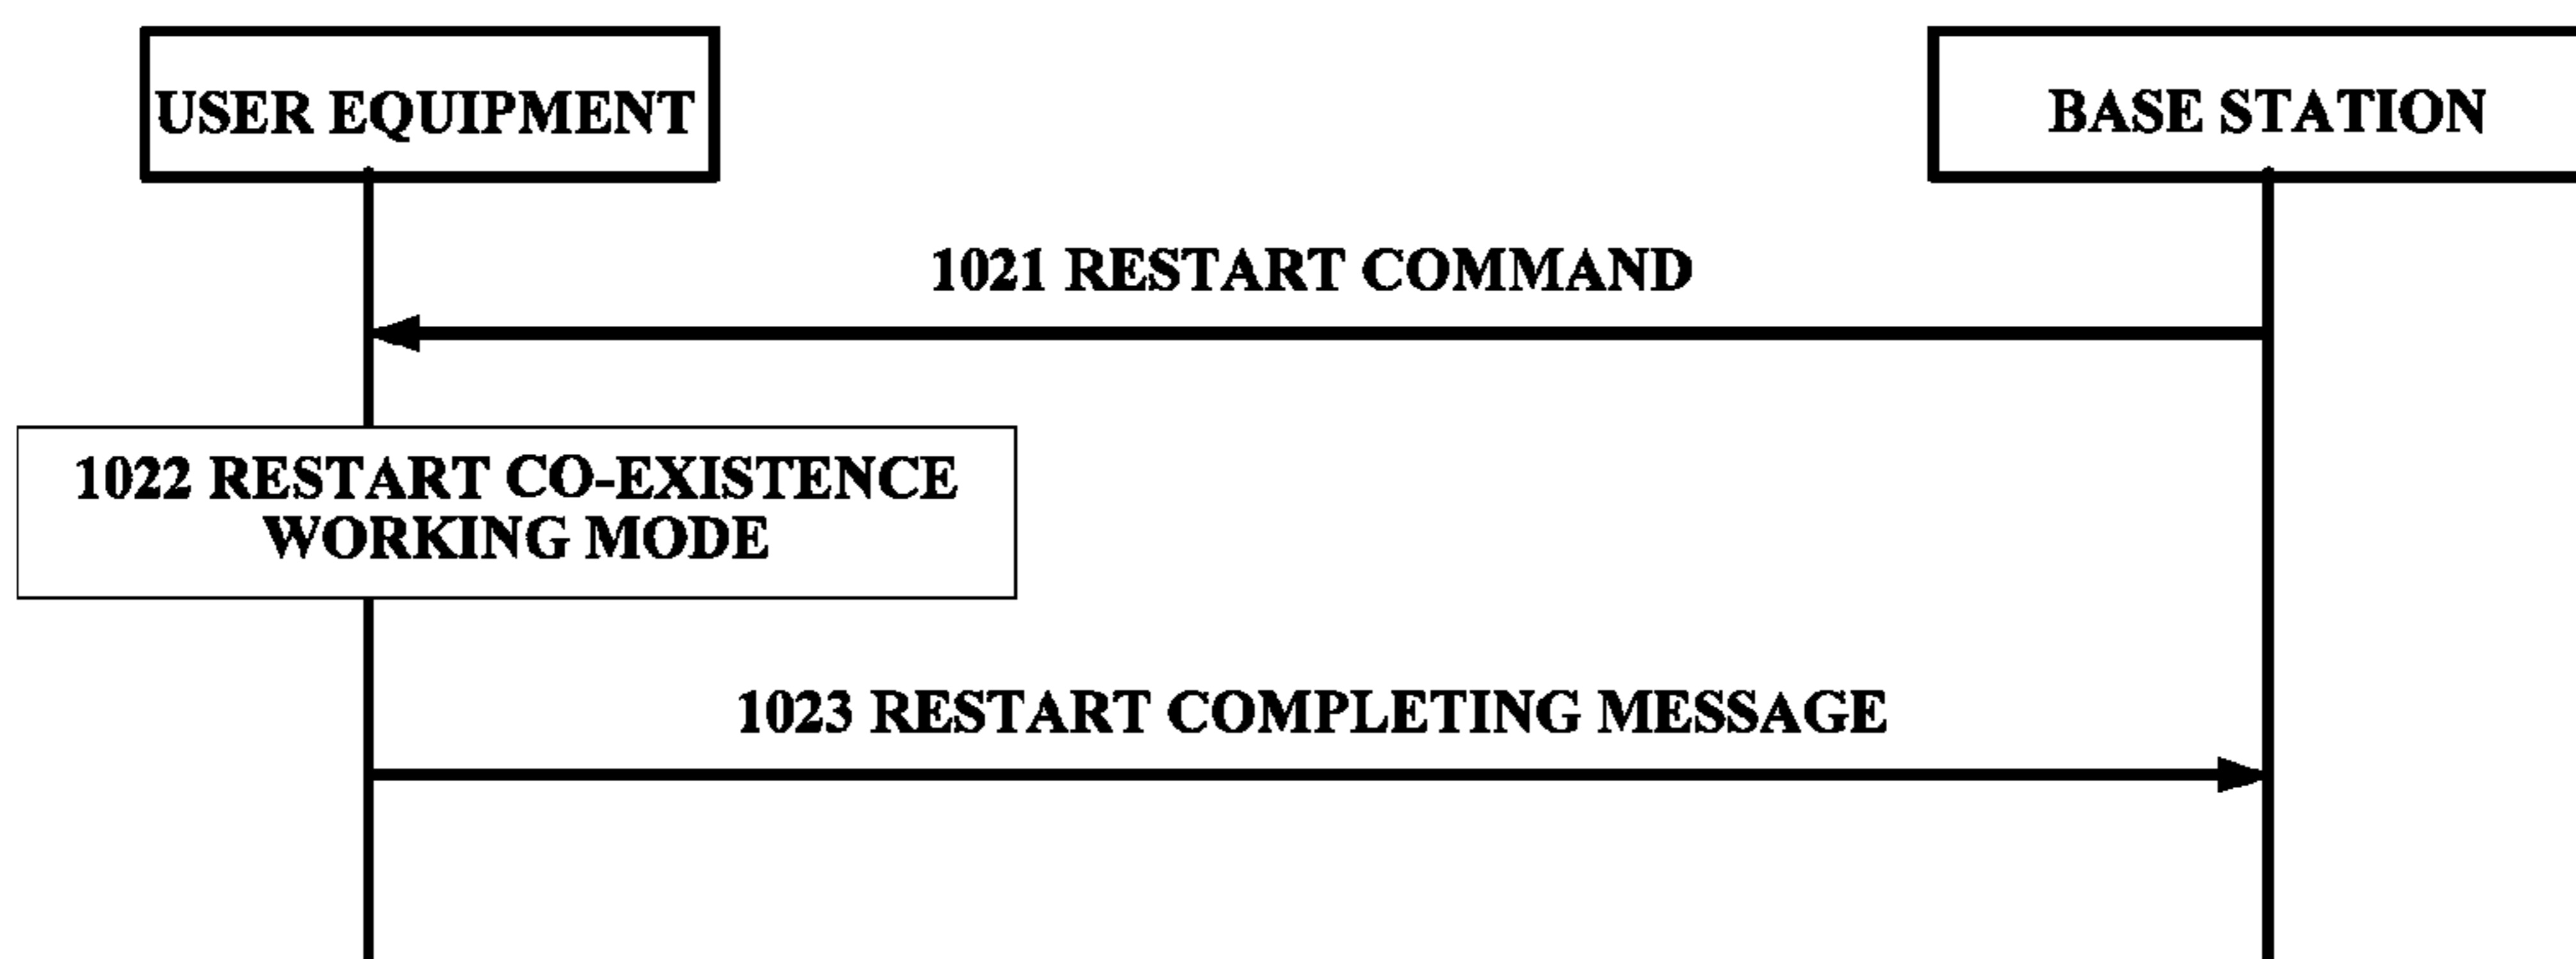 USER EQUIPMENT
BASE STATION
1021 RESTART COMMAND
1022 RESTART CO-EXISTENCE
WORKING MODE
1023 RESTART COMPLETING MESSAGE